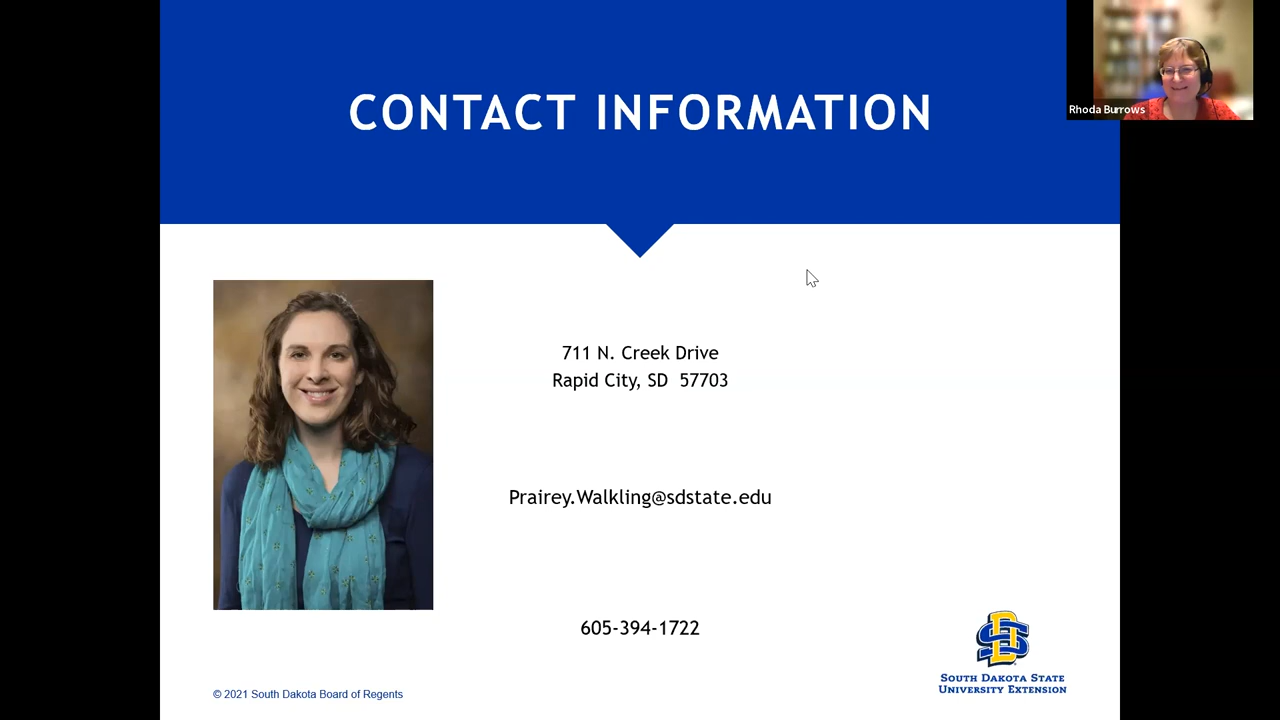 CONTACT INFORMATION
Rhoda Burrows
711 N. Creek Drive
Rapid City, SD 57703
Prairey.Walkling@sdstate.edu
605-394-1722
SD
SOUTH DAKOTA STATE
UNIVERSITY EXTENSION
© 2021 South Dakota Board of Regents